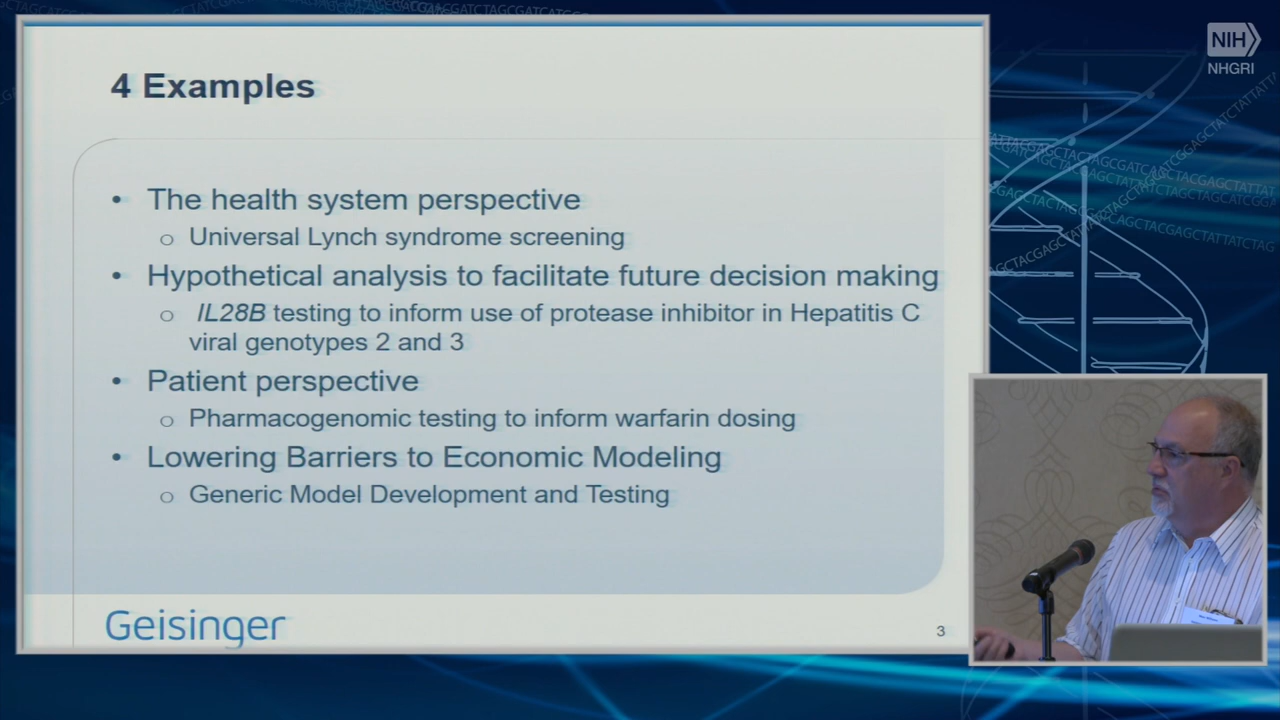 NIH
NHGRI
4 Examples
• The health system perspective
o Universal Lynch syndrome screening
• Hypothetical analysis to facilitate future decision making
o IL28B testing to inform use of protease inhibitor in Hepatitis C
viral genotypes 2 and 3
• Patient perspective
o Pharmacogenomic testing to inform warfarin dosing
• Lowering Barriers to Economic Modeling
o Generic Model Development and Testing
Geisinger
3